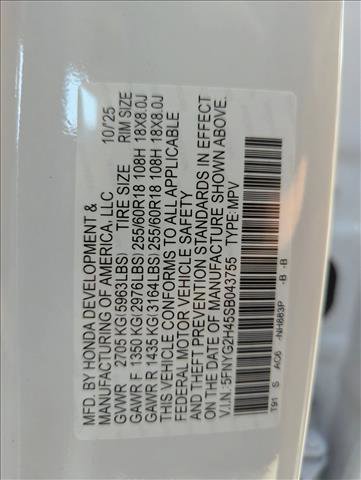 MFD. BY HONDA DEVELOPMENT &
MANUFACTURING OF AMERICA, LLC 10/'25
GVWR 2705 KG(5963LBS) TIRE SIZE RIM SIZE
GAWR F 1350 KG(2976LBS) 255/60R18 108H 18X8.0J
GAWR R 1435 KG(3164LBS) 255/60R18 108H 18X8.0J
THIS VEHICLE CONFORMS TO ALL APPLICABLE
FEDERAL MOTOR VEHICLE SAFETY
AND THEFT PREVENTION STANDARDS IN EFFECT
ON THE DATE OF MANUFACTURE SHOWN ABOVE.
V.I.N.: 5FNYG2H45SB043755 TYPE: MPV
T91 S AC6 -NH883P -B -B